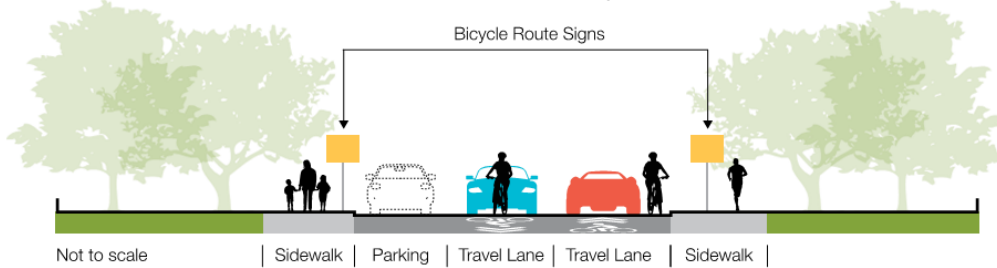 Bicycle Route Signs
Not to scale
Sidewalk
Parking
Travel Lane
Travel Lane
Sidewalk